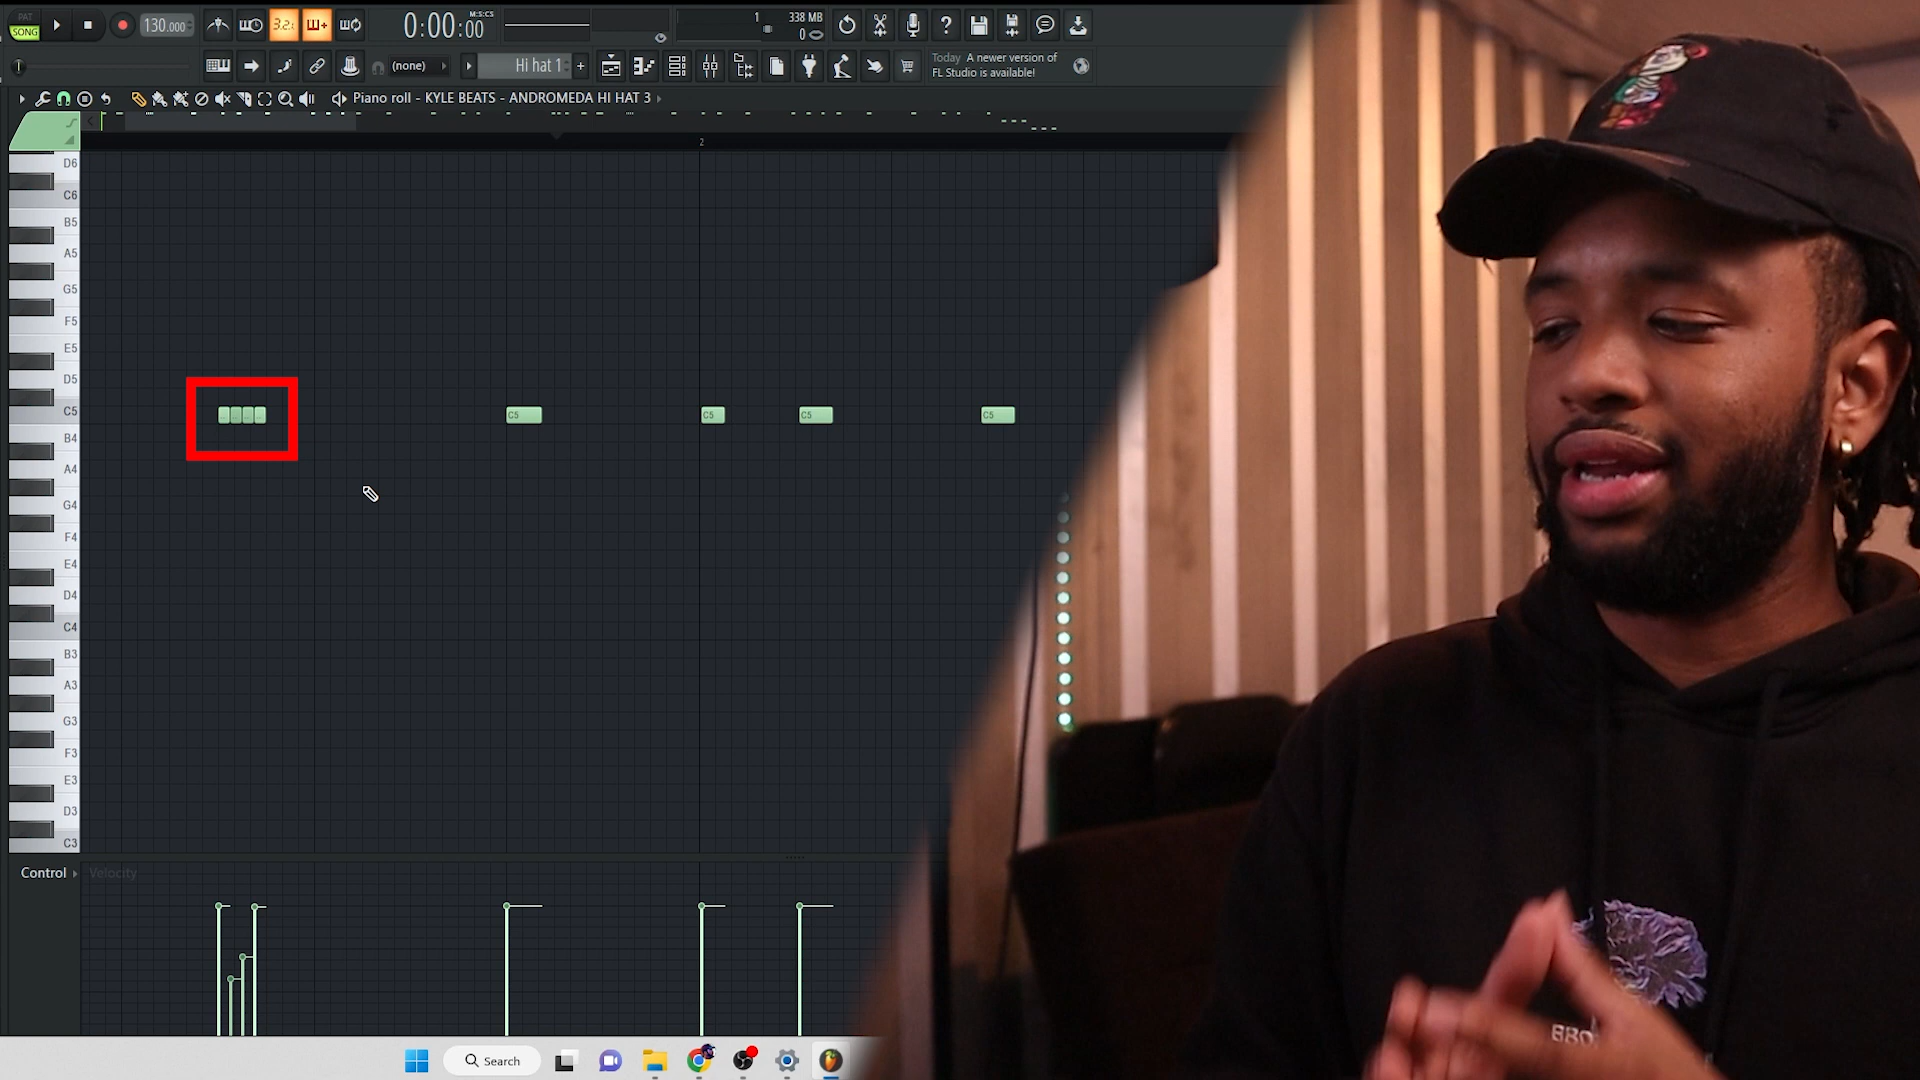 PAT
SONG
130.000
3.2.
0:00:00
M:S:CS
1
338 MB
0
(none)
Hi hat 1
Today A newer version of
FL Studio is available!
Piano roll - KYLE BEATS - ANDROMEDA HI HAT 3
2
D6
C6
B5
A5
G5
F5
E5
D5
C5
B4
A4
G4
F4
E4
D4
C4
B3
A3
G3
F3
E3
D3
C3
C5
C5
C5
C5
Control
Velocity
Search